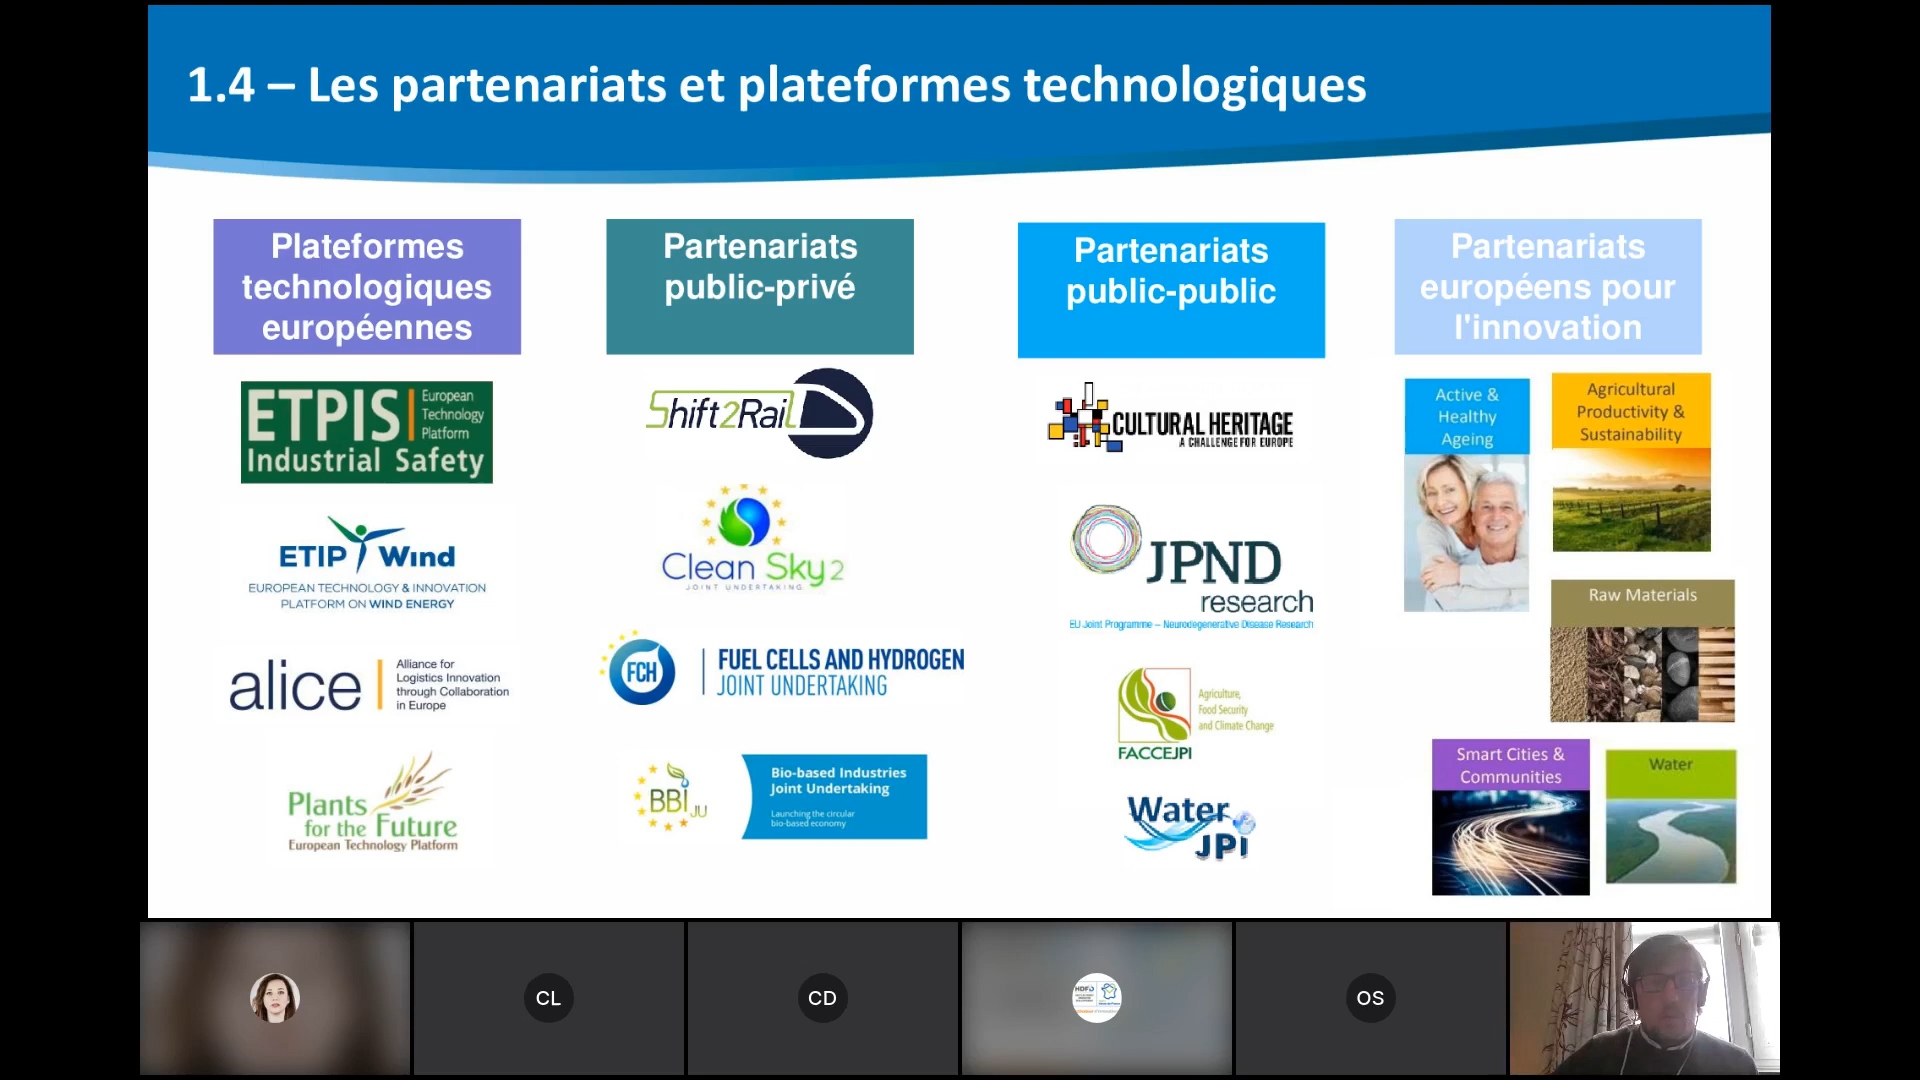 1.4 – Les partenariats et plateformes technologiques
Plateformes
technologiques
européennes
ETPIS
European
Technology
Platform
Industrial Safety
ETIP Wind
EUROPEAN TECHNOLOGY & INNOVATION
PLATFORM ON WIND ENERGY
alice
Alliance for
Logistics Innovation
through Collaboration
in Europe
Plants
for the Future
European Technology Platform
Partenariats
public-privé
Shift2Rail
Clean Sky2
JOINT UNDERTAKING
FCH
FUEL CELLS AND HYDROGEN
JOINT UNDERTAKING
BBI JU
Bio-based Industries
Joint Undertaking
Launching the circular
bio-based economy
Partenariats
public-public
CULTURAL HERITAGE
A CHALLENGE FOR EUROPE
JPND
research
EU Joint Programme – Neurodegenerative Disease Research
Agriculture,
Food Security
and Climate Change
FACCEJPI
Water
JPI
Partenariats
européens pour
l'innovation
Active &
Healthy
Ageing
Agricultural
Productivity &
Sustainability
Raw Materials
Smart Cities &
Communities
Water
CL
CD
HDF
OS